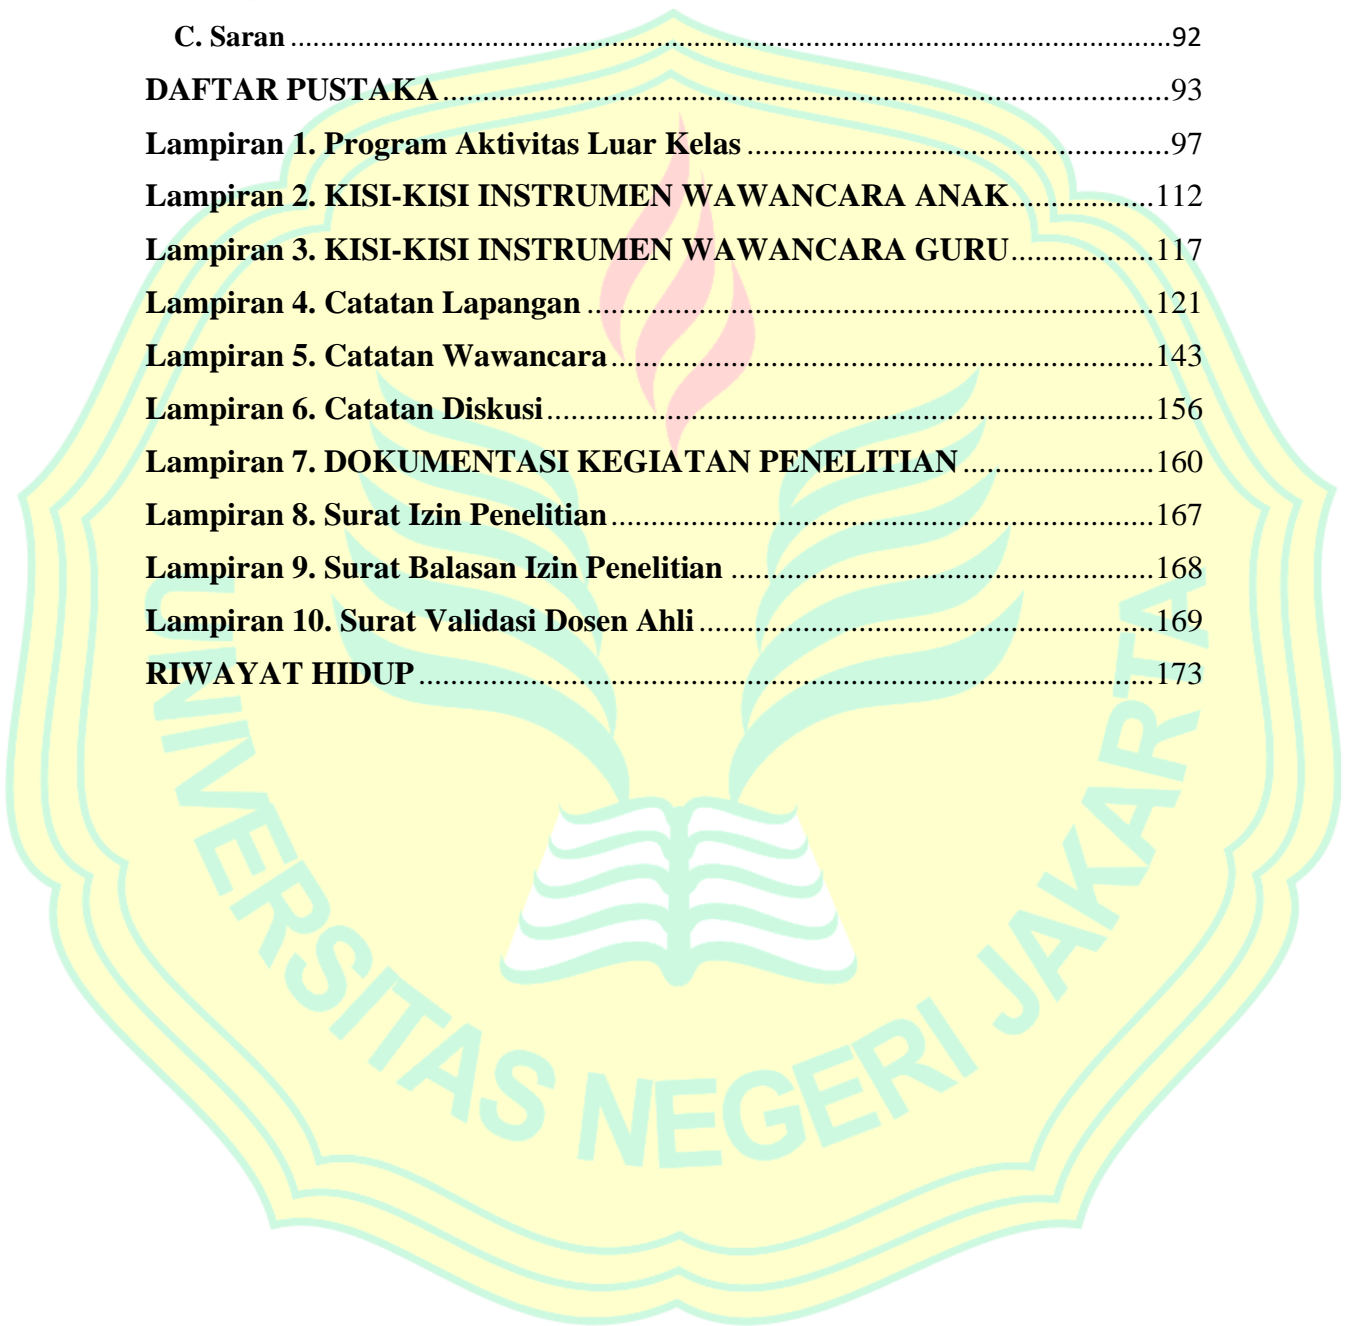 C. Saran........................................................................................................................92
DAFTAR PUSTAKA...............................................................................................93
Lampiran 1. Program Aktivitas Luar Kelas.......................................................97
Lampiran 2. KISI-KISI INSTRUMEN WAWANCARA ANAK...................112
Lampiran 3. KISI-KISI INSTRUMEN WAWANCARA GURU...................117
Lampiran 4. Catatan Lapangan..........................................................................121
Lampiran 5. Catatan Wawancara.......................................................................143
Lampiran 6. Catatan Diskusi...............................................................................156
Lampiran 7. DOKUMENTASI KEGIATAN PENELITIAN.........................160
Lampiran 8. Surat Izin Penelitian.......................................................................167
Lampiran 9. Surat Balasan Izin Penelitian.......................................................168
Lampiran 10. Surat Validasi Dosen Ahli...........................................................169
RIWAYAT HIDUP................................................................................................173
UNIVERSITAS NEGERI JAKARTA